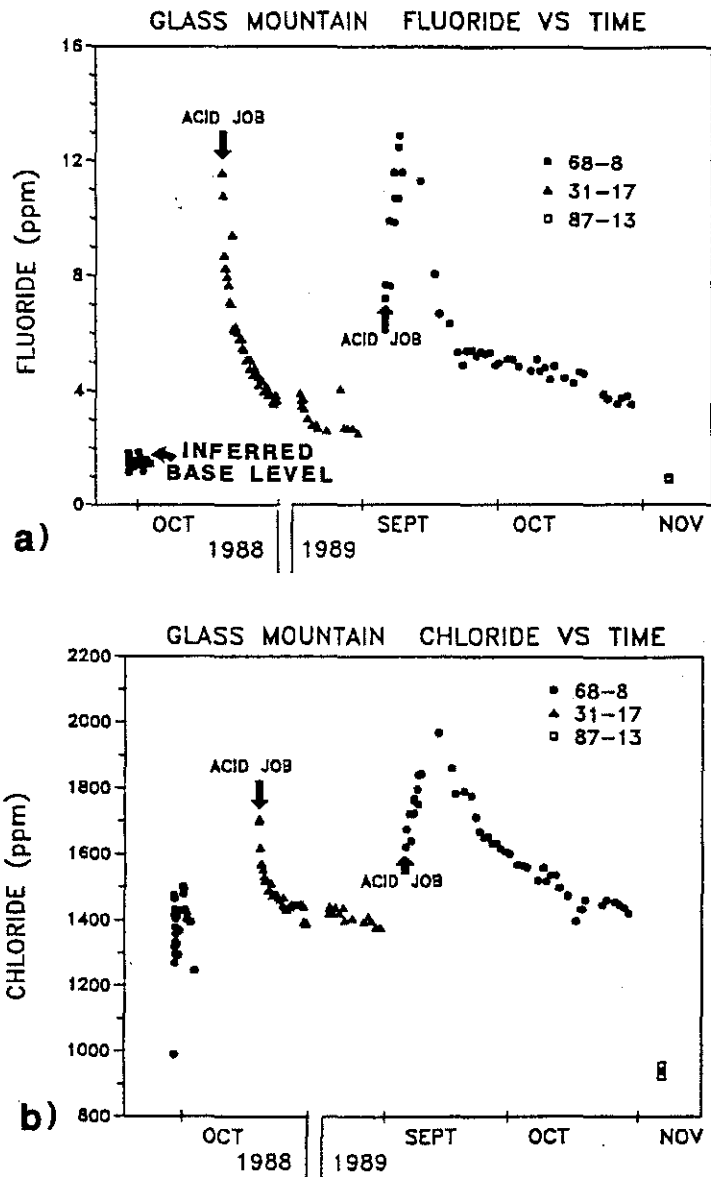 GLASS MOUNTAIN FLUORIDE VS TIME
16
12
8
4
0
FLUORIDE (ppm)
ACID JOB
68-8
31-17
87-13
ACID JOB
INFERRED
BASE LEVEL
OCT
SEPT
OCT
NOV
1988
1989
a)
GLASS MOUNTAIN CHLORIDE VS TIME
2200
2000
1800
1600
1400
1200
1000
800
CHLORIDE (ppm)
68-8
31-17
87-13
ACID JOB
ACID JOB
b)
OCT
SEPT
OCT
NOV
1988
1989